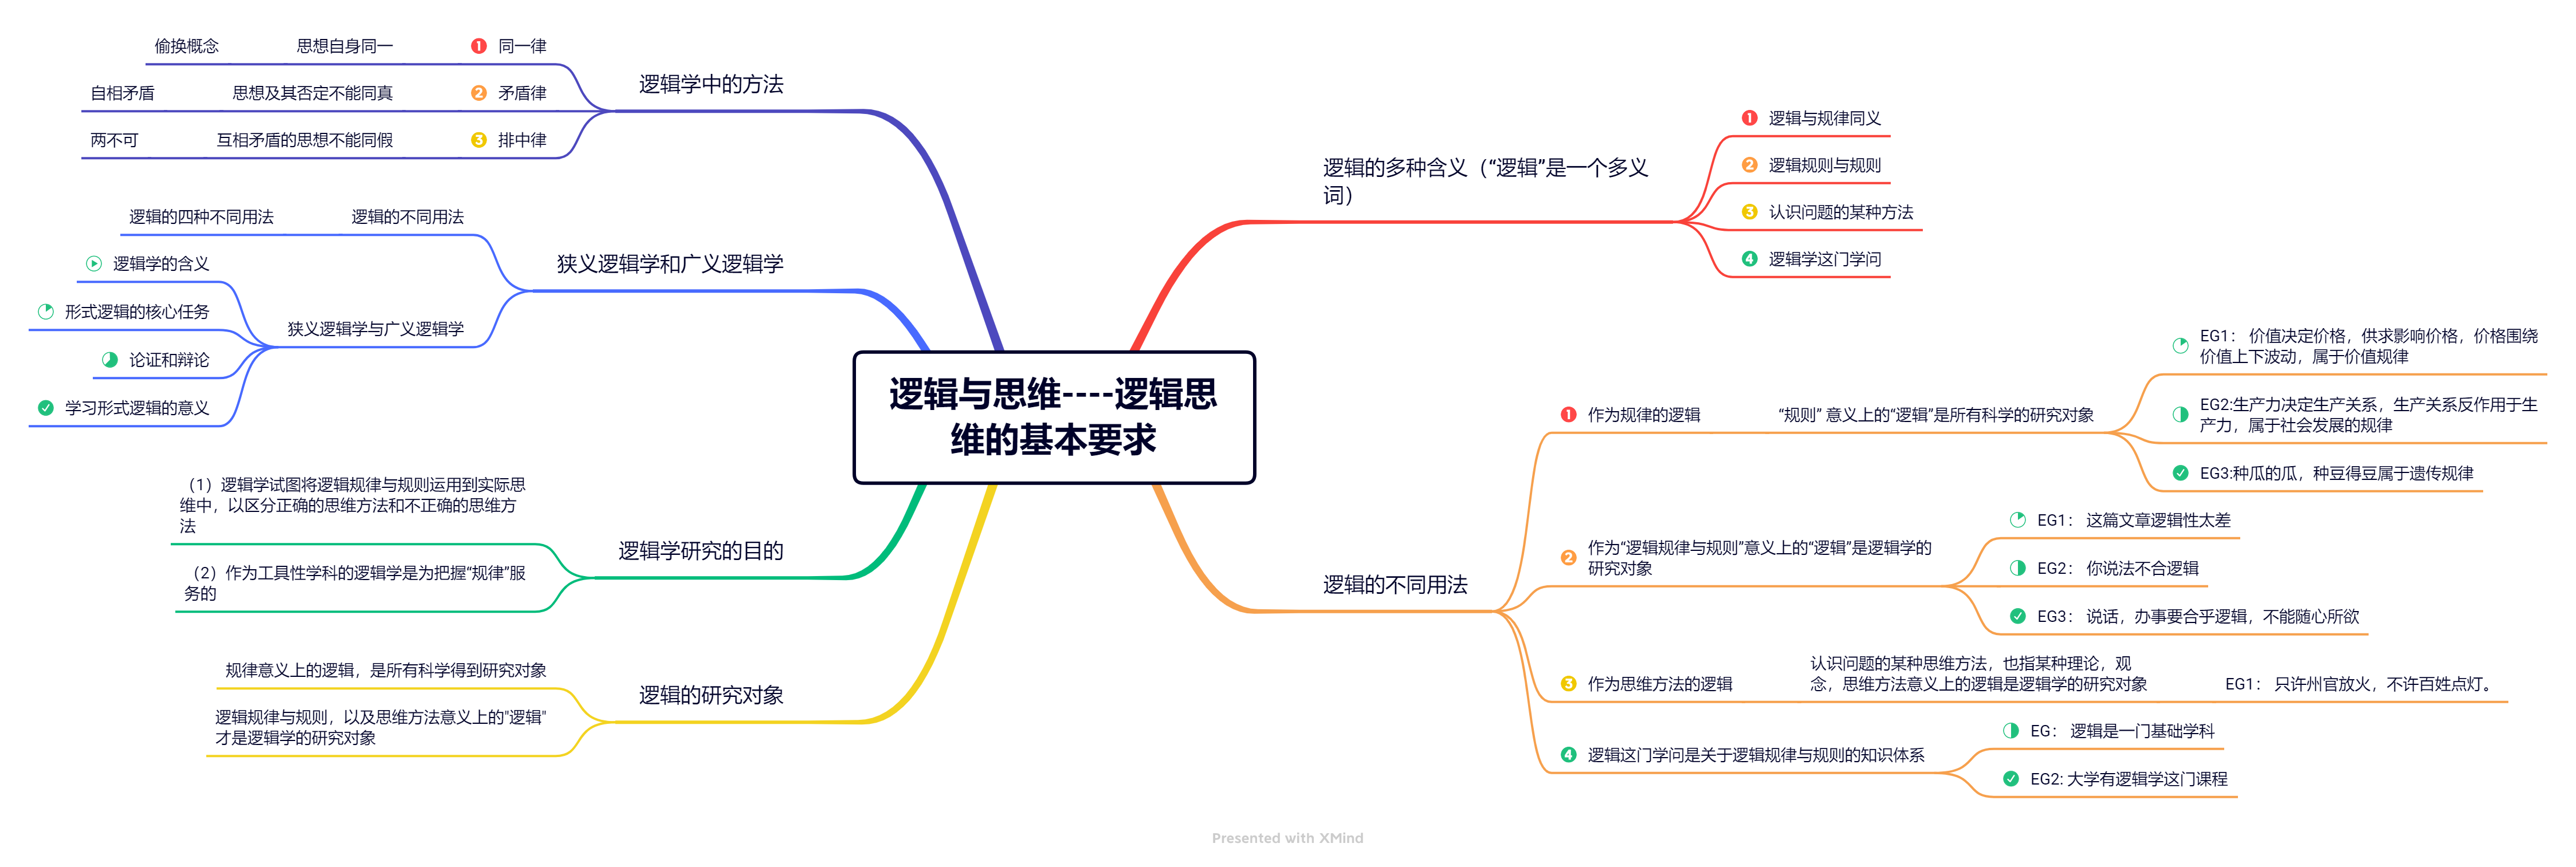 逻辑与思维----逻辑思
维的基本要求
逻辑的多种含义（“逻辑”是一个多义
词）
1 逻辑与规律同义
2 逻辑规则与规则
3 认识问题的某种方法
4 逻辑学这门学问
逻辑的不同用法
1 作为规律的逻辑
“规则” 意义上的“逻辑”是所有科学的研究对象
EG1： 价值决定价格，供求影响价格，价格围绕
价值上下波动，属于价值规律
EG2:生产力决定生产关系，生产关系反作用于生
产力，属于社会发展的规律
EG3:种瓜的瓜，种豆得豆属于遗传规律
2 作为“逻辑规律与规则”意义上的“逻辑”是逻辑学的
研究对象
EG1： 这篇文章逻辑性太差
EG2： 你说法不合逻辑
EG3： 说话，办事要合乎逻辑，不能随心所欲
3 作为思维方法的逻辑
认识问题的某种思维方法，也指某种理论，观
念，思维方法意义上的逻辑是逻辑学的研究对象
EG1： 只许州官放火，不许百姓点灯。
4 逻辑这门学问是关于逻辑规律与规则的知识体系
EG： 逻辑是一门基础学科
EG2: 大学有逻辑学这门课程
逻辑学中的方法
1 同一律
思想自身同一
偷换概念
2 矛盾律
思想及其否定不能同真
自相矛盾
3 排中律
互相矛盾的思想不能同假
两不可
狭义逻辑学和广义逻辑学
逻辑的不同用法
逻辑的四种不同用法
狭义逻辑学与广义逻辑学
逻辑学的含义
形式逻辑的核心任务
论证和辩论
学习形式逻辑的意义
逻辑学研究的目的
（1）逻辑学试图将逻辑规律与规则运用到实际思
维中，以区分正确的思维方法和不正确的思维方
法
（2）作为工具性学科的逻辑学是为把握“规律”服
务的
逻辑的研究对象
规律意义上的逻辑，是所有科学得到研究对象
逻辑规律与规则，以及思维方法意义上的"逻辑"
才是逻辑学的研究对象
Presented with XMind